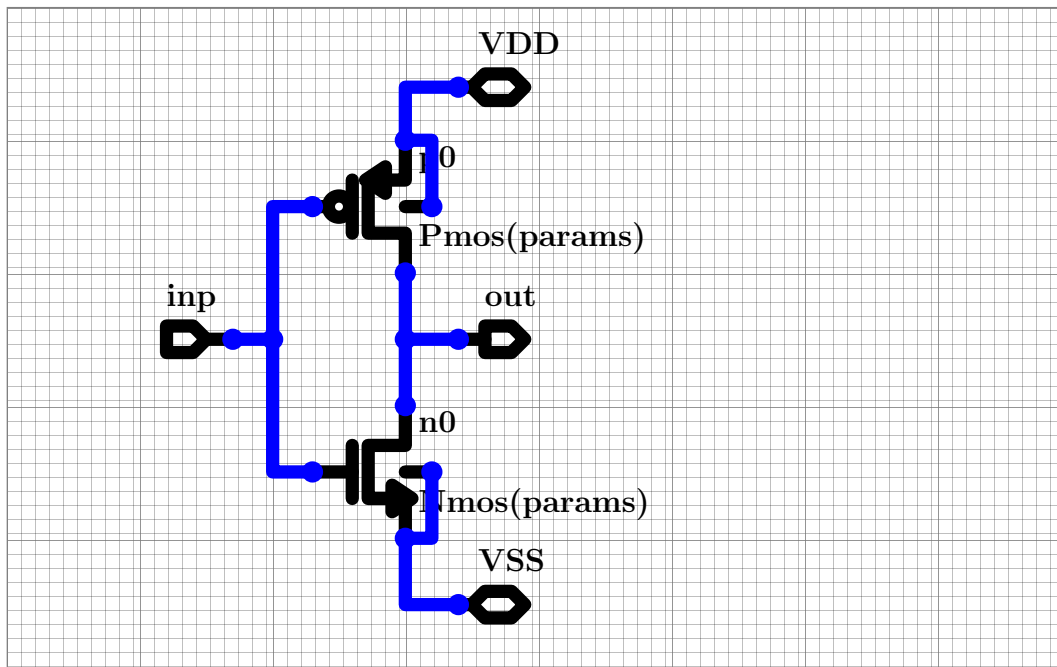 VDD
p0
Pmos(params)
inp
out
n0
Nmos(params)
VSS